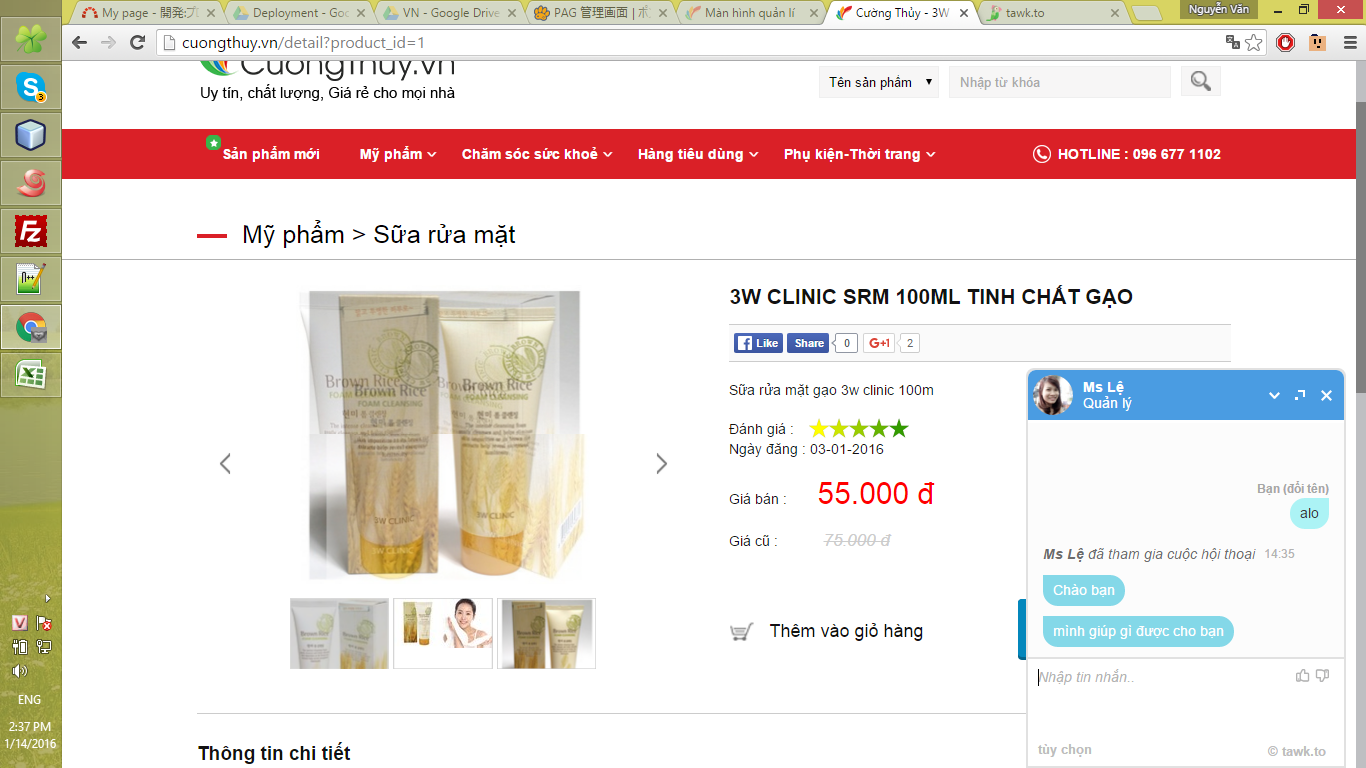 My page - 開発:プ
Deployment - Goo
VN - Google Drive
PAG 管理画面 | ポン
Màn hình quản lí
Cường Thủy - 3W
tawk.to
Nguyễn Văn
cuongthuy.vn/detail?product_id=1
CuongThuy.vn
Uy tín, chất lượng, Giá rẻ cho mọi nhà
Tên sản phẩm
Nhập từ khóa
Sản phẩm mới
Mỹ phẩm
Chăm sóc sức khoẻ
Hàng tiêu dùng
Phụ kiện-Thời trang
HOTLINE : 096 677 1102
Mỹ phẩm > Sữa rửa mặt
Brown Rice
Brown Rice
FOAM CLEANSING
FOAM CLEANSING
3W CLINIC
3W CLINIC
3W CLINIC SRM 100ML TINH CHẤT GẠO
Like
Share
0
G+1
2
Sữa rửa mặt gạo 3w clinic 100m
Đánh giá :
Ngày đăng : 03-01-2016
Giá bán : 55.000 đ
Giá cũ : 75.000 đ
Thêm vào giỏ hàng
Thông tin chi tiết
Ms Lệ
Quản lý
Bạn (đổi tên)
alo
Ms Lệ đã tham gia cuộc hội thoại 14:35
Chào bạn
mình giúp gì được cho bạn
Nhập tin nhắn..
tùy chọn
© tawk.to
3
Fz
ENG
2:37 PM
1/14/2016